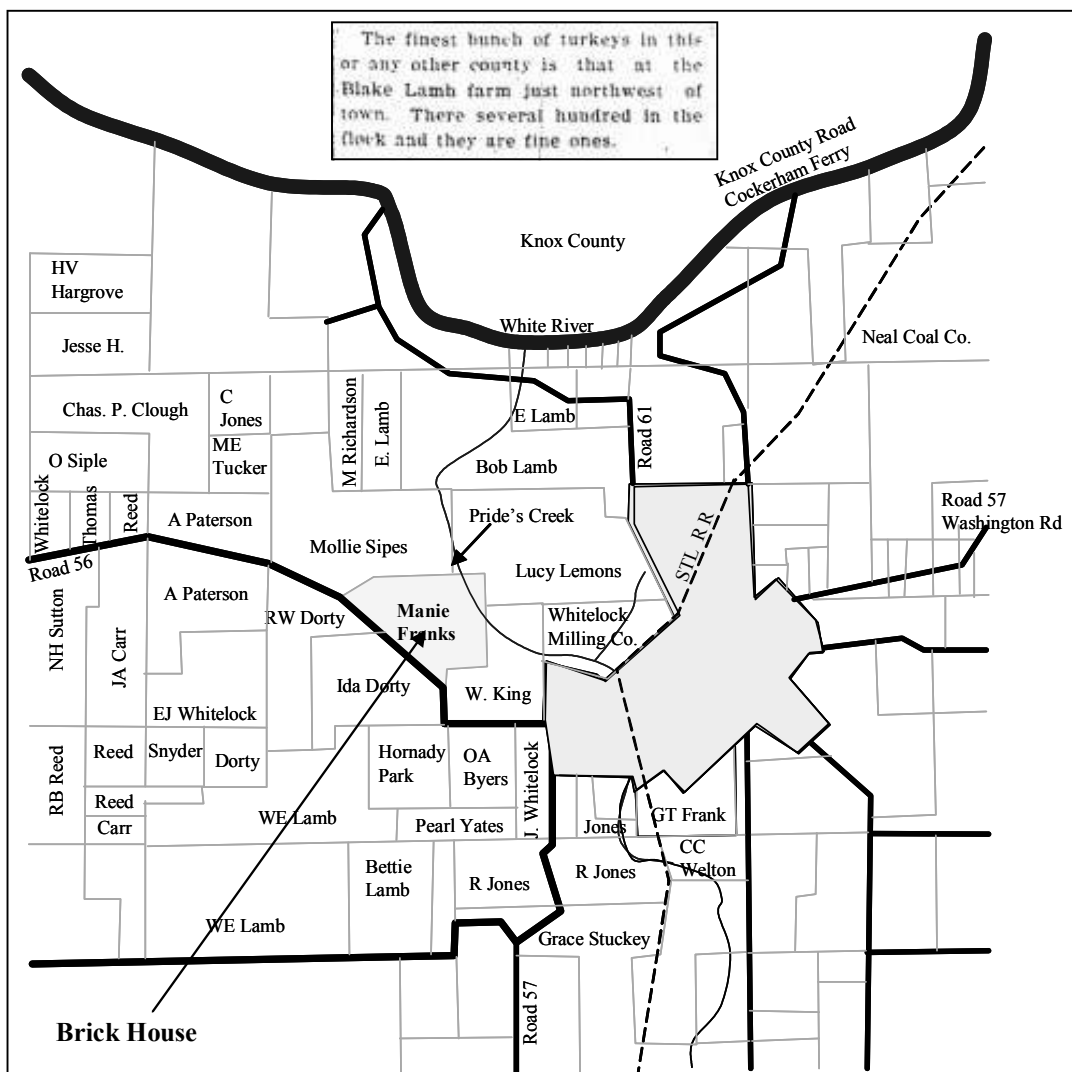 The finest bunch of turkeys in this
or any other county is that at the
Blake Lamb farm just northwest of
town. There several hundred in the
flock and they are fine ones.
Knox County Road
Cockerham Ferry
Knox County
HV
Hargrove
White River
Neal Coal Co.
Jesse H.
Chas. P. Clough
C
Jones
M Richardson
E. Lamb
E Lamb
Road 61
ME
Tucker
O Siple
Bob Lamb
Whitelock
Thomas
Reed
A Paterson
Pride's Creek
STL R R
Road 57
Washington Rd
Mollie Sipes
Road 56
Lucy Lemons
NH Sutton
JA Carr
A Paterson
RW Dorty
Manie
Franks
Whitelock
Milling Co.
Ida Dorty
W. King
EJ Whitelock
RB Reed
Reed
Snyder
Dorty
Hornady
Park
OA
Byers
J. Whitelock
Reed
Carr
WE Lamb
Pearl Yates
Jones
GT Frank
CC
Welton
Bettie
Lamb
R Jones
R Jones
WE Lamb
Grace Stuckey
Road 57
Brick House